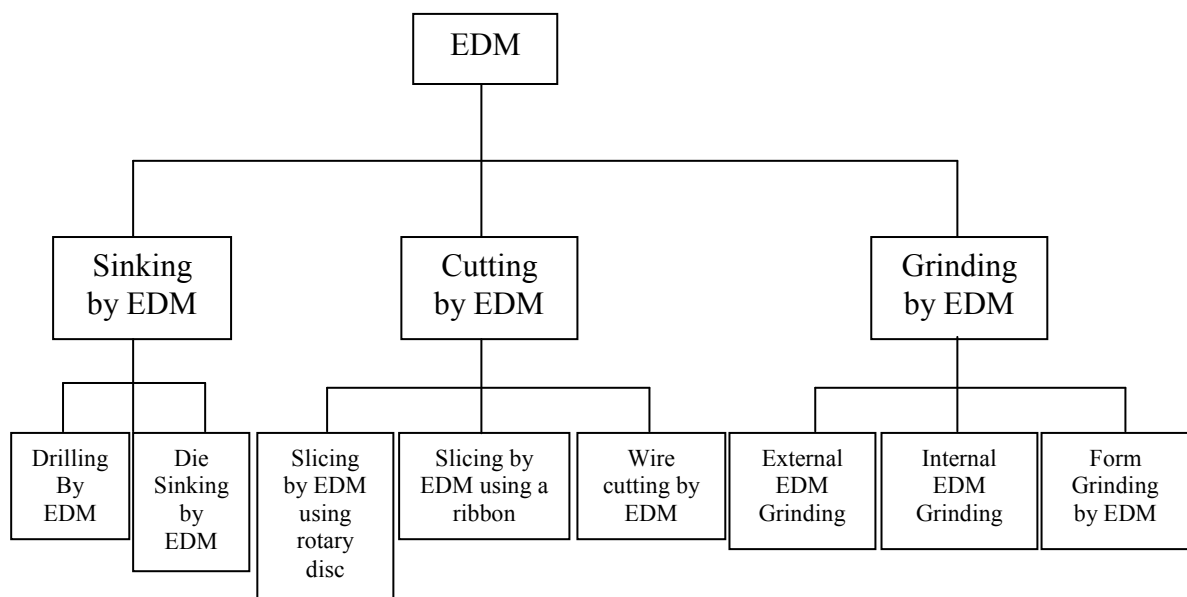 EDM
Sinking
by EDM
Cutting
by EDM
Grinding
by EDM
Drilling
By
EDM
Die
Sinking
by
EDM
Slicing
by EDM
using
rotary
disc
Slicing by
EDM using a
ribbon
Wire
cutting by
EDM
External
EDM
Grinding
Internal
EDM
Grinding
Form
Grinding
by EDM